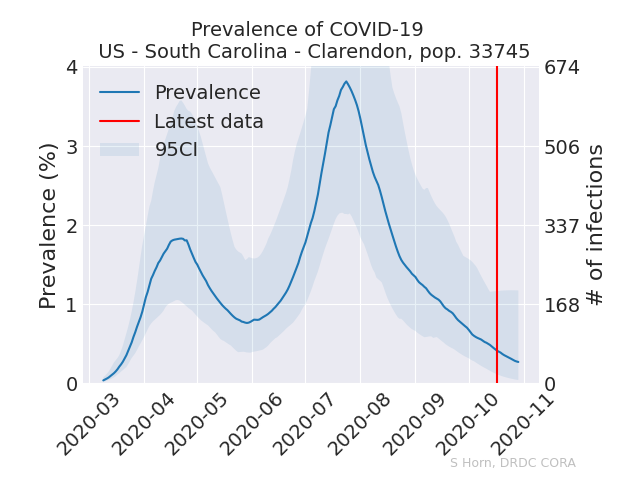 Prevalence of COVID-19
US - South Carolina - Clarendon, pop. 33745
Prevalence
Latest data
95CI
Prevalence (%)
4
3
2
1
0
674
506
337
168
0
# of infections
2020-03
2020-04
2020-05
2020-06
2020-07
2020-08
2020-09
2020-10
2020-11
S Horn, DRDC CORA